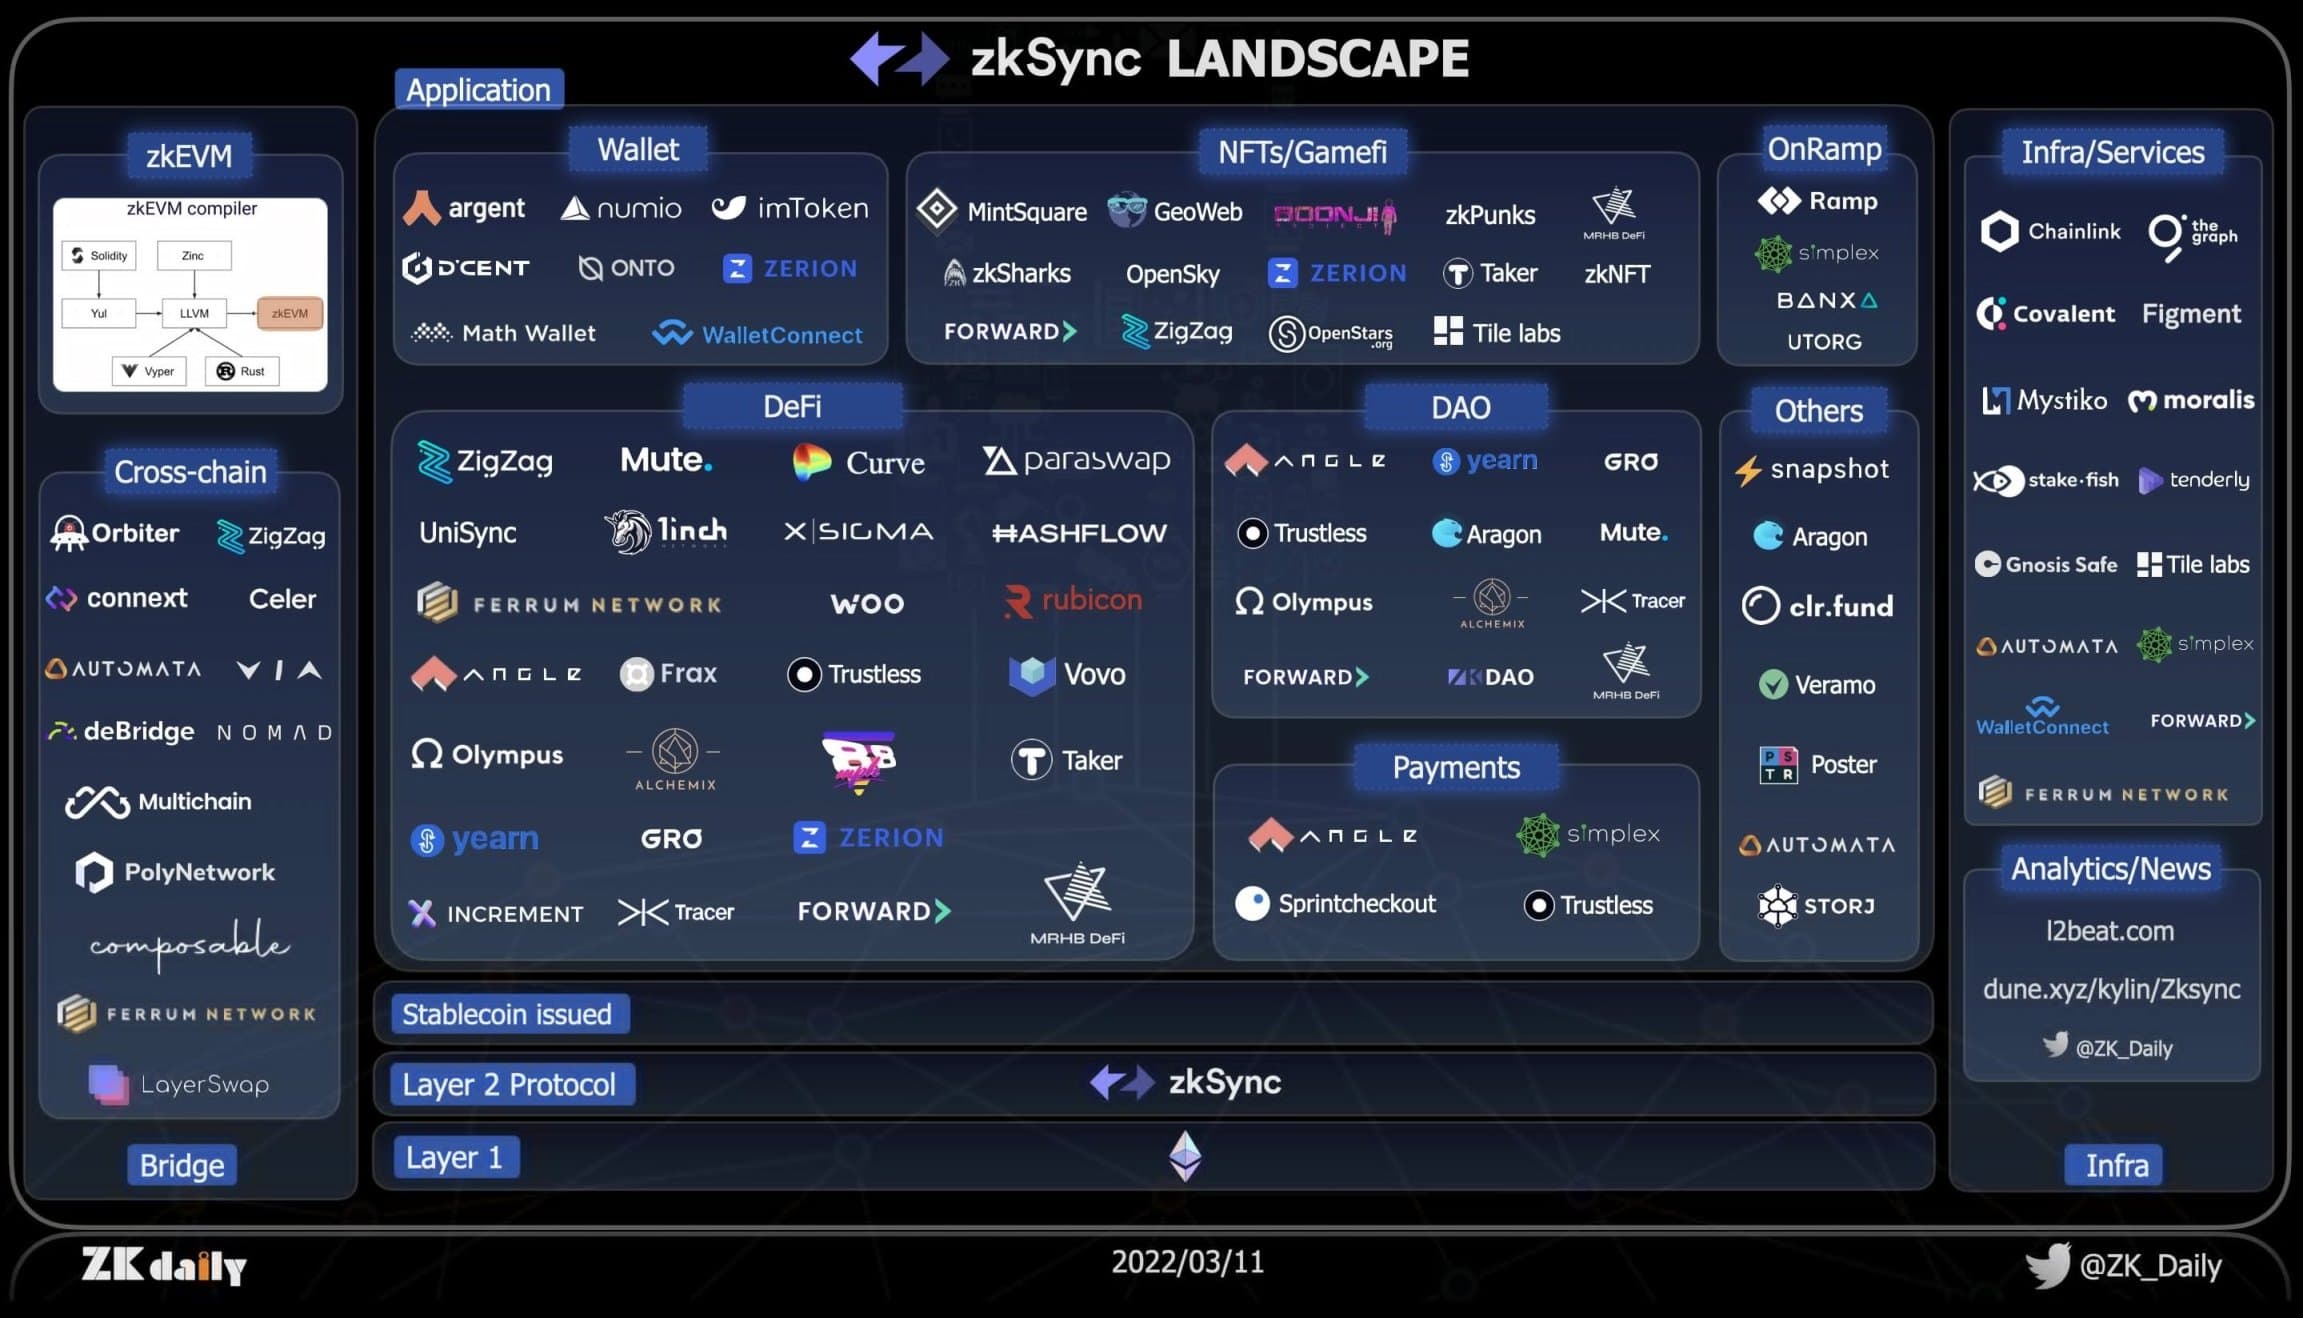 zkSync LANDSCAPE
Application
zkEVM
zkEVM compiler
Solidity Zinc
Yul LLVM zkEVM
Vyper Rust
Cross-chain
Orbiter ZigZag
connext Celer
AUTOMATA VIA
deBridge NOMAD
Multichain
PolyNetwork
composable
FERRUM NETWORK
LayerSwap
Bridge
Wallet
argent numio imToken
D'CENT ONTO ZERION
Math Wallet WalletConnect
NFTs/Gamefi
MintSquare GeoWeb BOONJI PROJECT zkPunks MRHB DeFi
zkSharks OpenSky ZERION Taker zkNFT
FORWARD ZigZag OpenStars.org Tile labs
OnRamp
Ramp
simplex
BANXA
UTORG
DeFi
ZigZag Mute. Curve paraswap
UniSync 1inch NETWORK X|SIGMA #ASHFLOW
FERRUM NETWORK WOO rubicon
ANGLE Frax Trustless Vovo
Olympus ALCHEMIX Taker
yearn GRO ZERION
INCREMENT Tracer FORWARD MRHB DeFi
DAO
ANGLE yearn GRO
Trustless Aragon Mute.
Olympus ALCHEMIX Tracer
FORWARD ZKDAO MRHB DeFi
Payments
ANGLE simplex
Sprintcheckout Trustless
Others
snapshot
Aragon
clr.fund
Veramo
PSTR Poster
AUTOMATA
STORJ
Stablecoin issued
Layer 2 Protocol zkSync
Layer 1
Infra/Services
Chainlink the graph
Covalent Figment
Mystiko moralis
stake·fish tenderly
Gnosis Safe Tile labs
AUTOMATA simplex
WalletConnect FORWARD
FERRUM NETWORK
Analytics/News
l2beat.com
dune.xyz/kylin/Zksync
@ZK_Daily
Infra
ZK daily 2022/03/11 @ZK_Daily